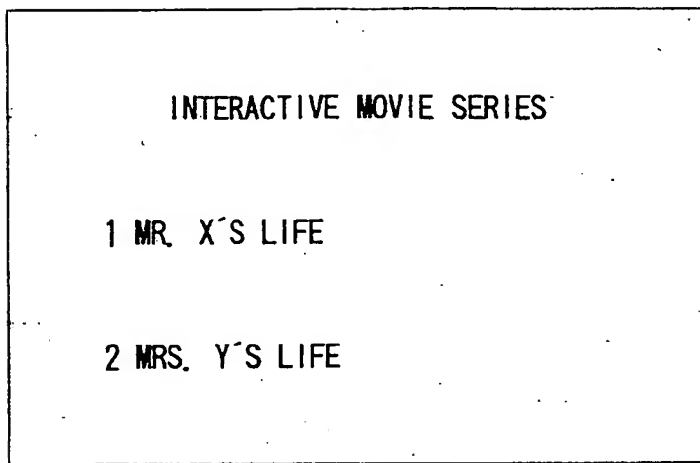 INTERACTIVE MOVIE SERIES
1 MR. X´S LIFE
2 MRS. Y´S LIFE